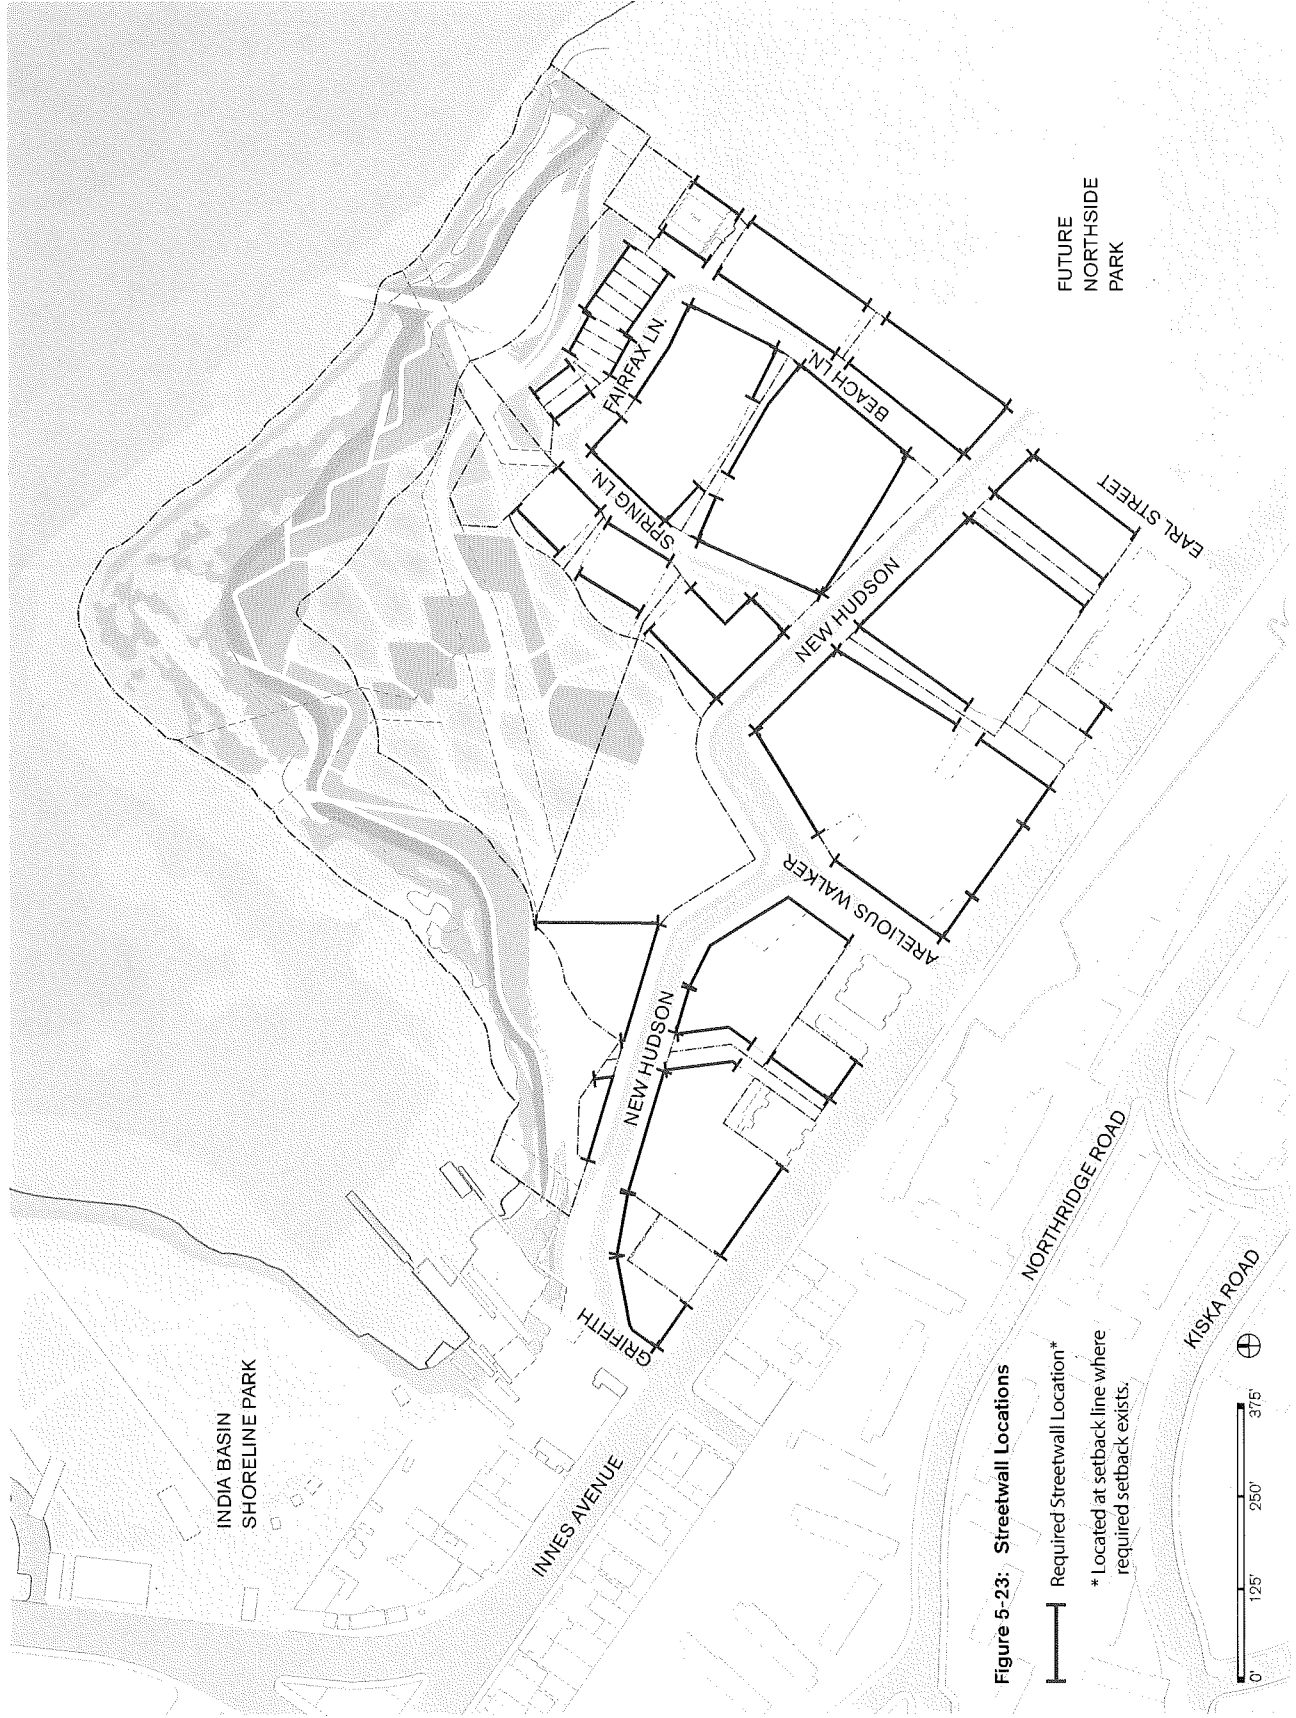 INDIA BASIN
SHORELINE PARK
FUTURE
NORTHSIDE
PARK
FAIRFAX LN.
BEACH LN.
SPRING LN.
NEW HUDSON
EARL STREET
ARELIOUS WALKER
NEW HUDSON
GRIFFITH
INNES AVENUE
NORTHRIDGE ROAD
KISKA ROAD
Figure 5-23: Streetwall Locations
Required Streetwall Location*
* Located at setback line where
required setback exists.
0' 125' 250' 375'